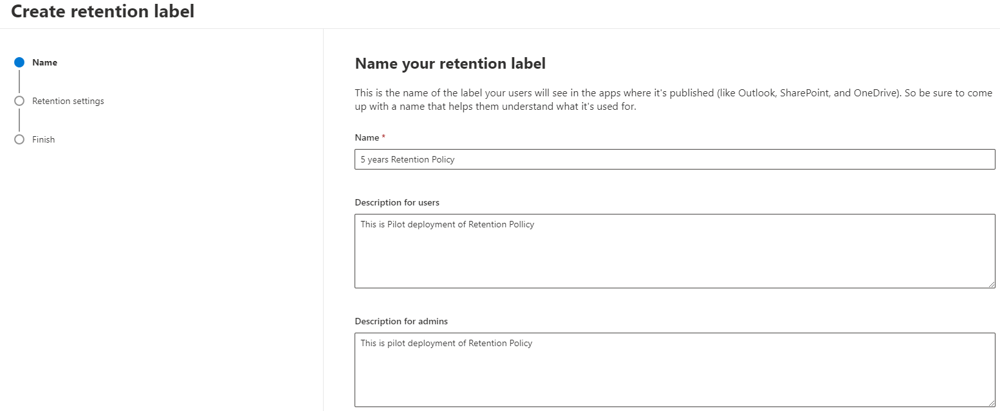 Create retention label
Name
Retention settings
Finish
Name your retention label
This is the name of the label your users will see in the apps where it's published (like Outlook, SharePoint, and OneDrive). So be sure to come
up with a name that helps them understand what it's used for.
Name *
5 years Retention Policy
Description for users
This is Pilot deployment of Retention Pollicy
Description for admins
This is pilot deployment of Retention Policy